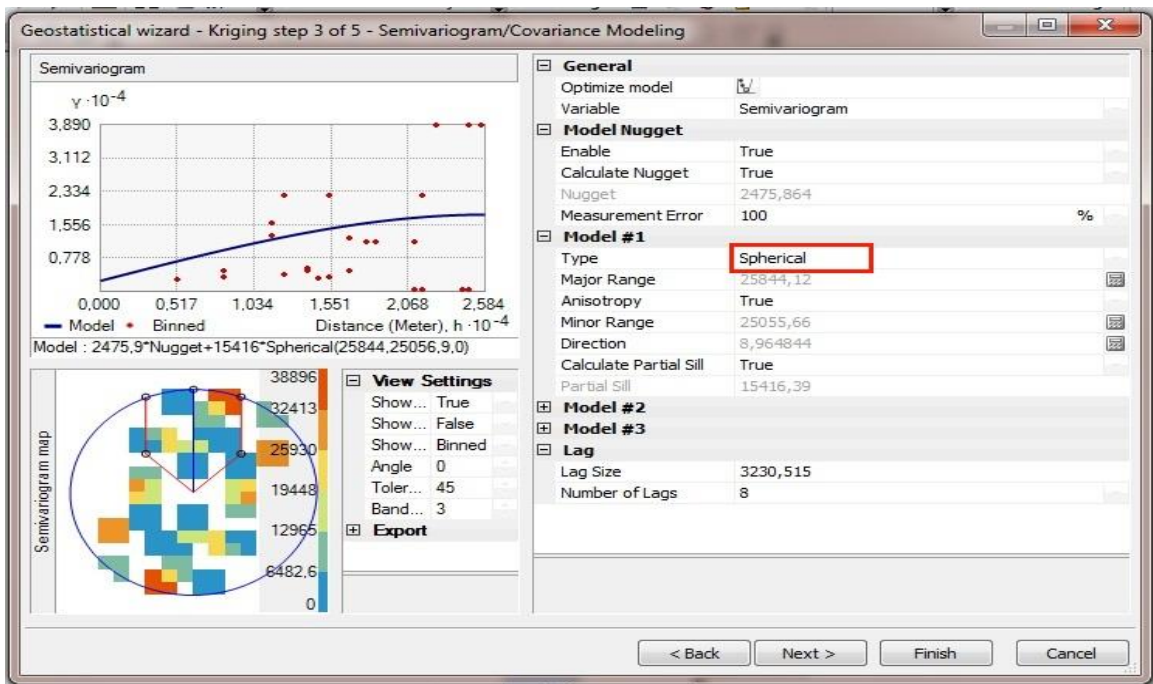 Geostatistical wizard - Kriging step 3 of 5 - Semivariogram/Covariance Modeling
Semivariogram
γ ·10-4
3,890
3,112
2,334
1,556
0,778
0,000 0,517 1,034 1,551 2,068 2,584
Model Binned Distance (Meter), h ·10-4
Model : 2475,9*Nugget+15416*Spherical(25844,25056,9,0)
Semivariogram map
38896
32413
25930
19448
12965
6482,6
0
View Settings
Show... True
Show... False
Show... Binned
Angle 0
Toler... 45
Band... 3
Export
General
Optimize model
Variable Semivariogram
Model Nugget
Enable True
Calculate Nugget True
Nugget 2475,864
Measurement Error 100 %
Model #1
Type Spherical
Major Range 25844,12
Anisotropy True
Minor Range 25055,66
Direction 8,964844
Calculate Partial Sill True
Partial Sill 15416,39
Model #2
Model #3
Lag
Lag Size 3230,515
Number of Lags 8
< Back Next > Finish Cancel